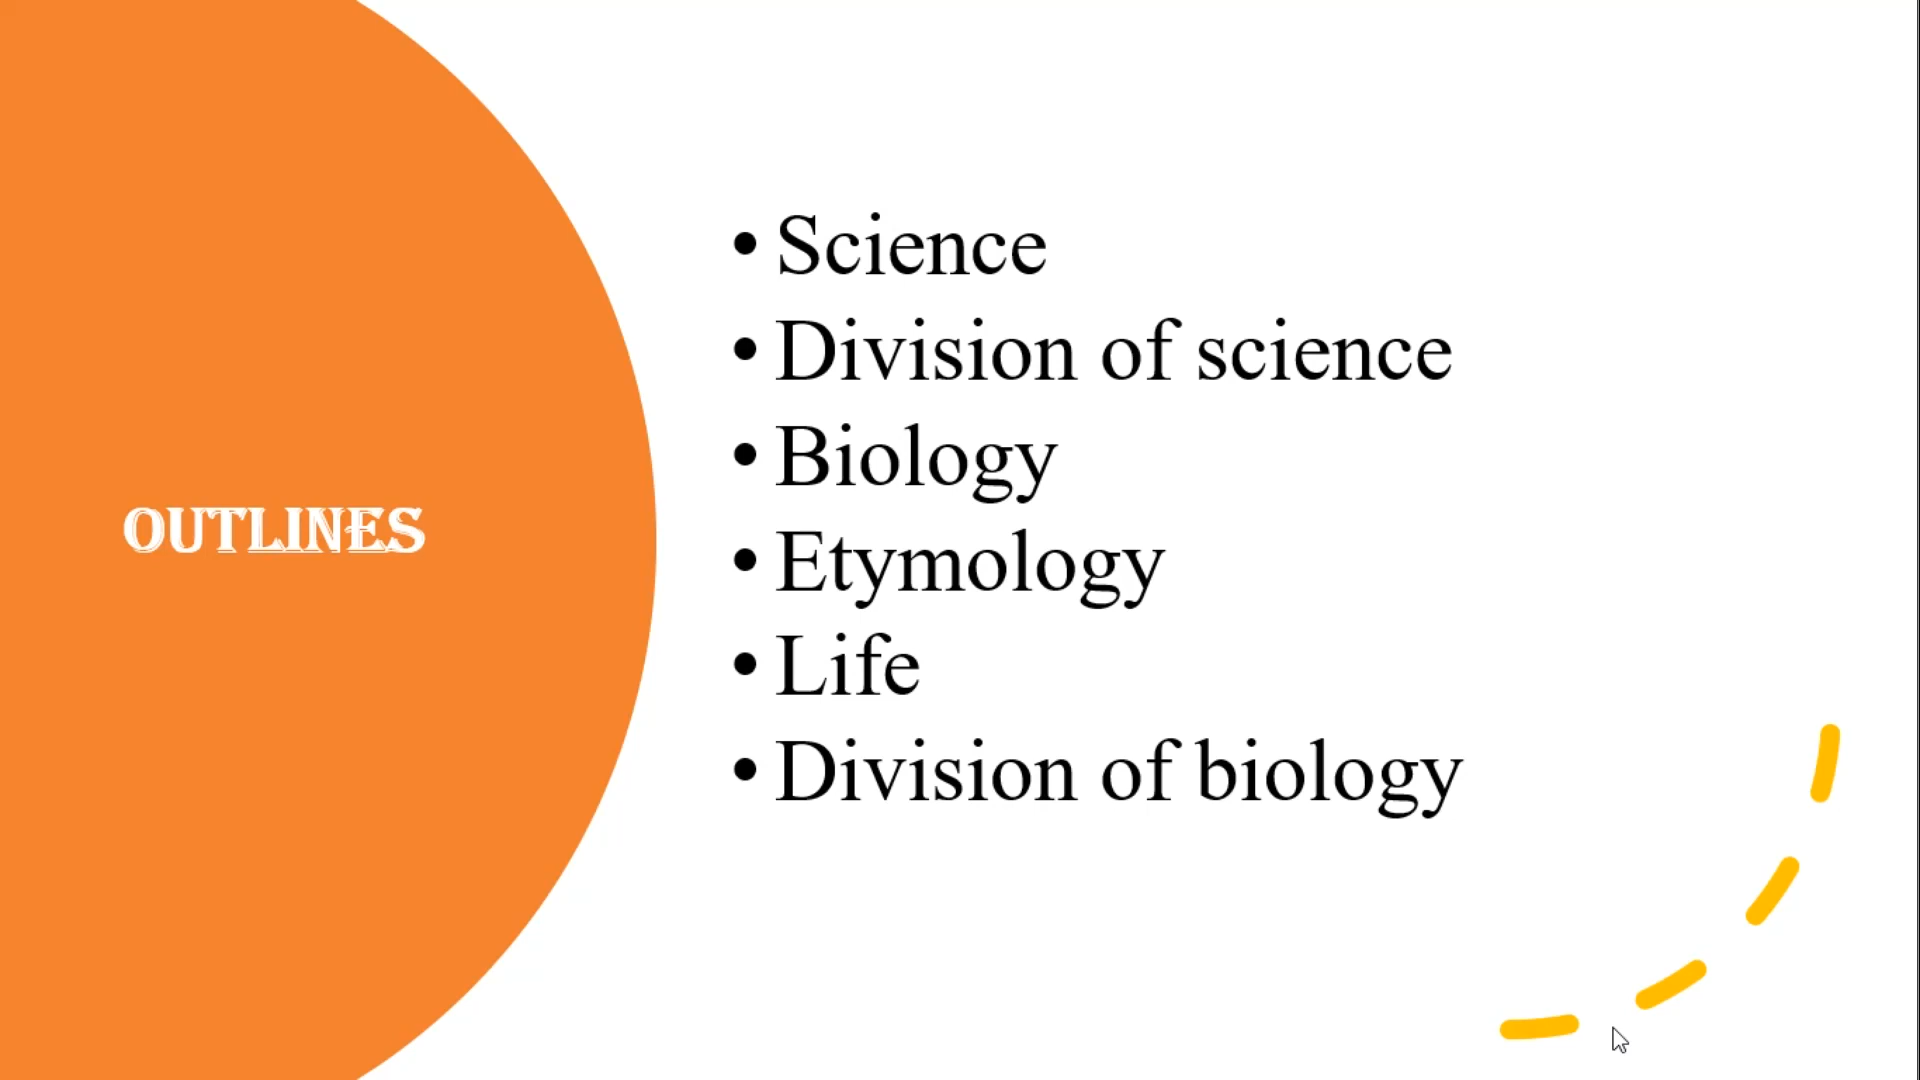 OUTLINES
• Science
• Division of science
• Biology
• Etymology
• Life
• Division of biology